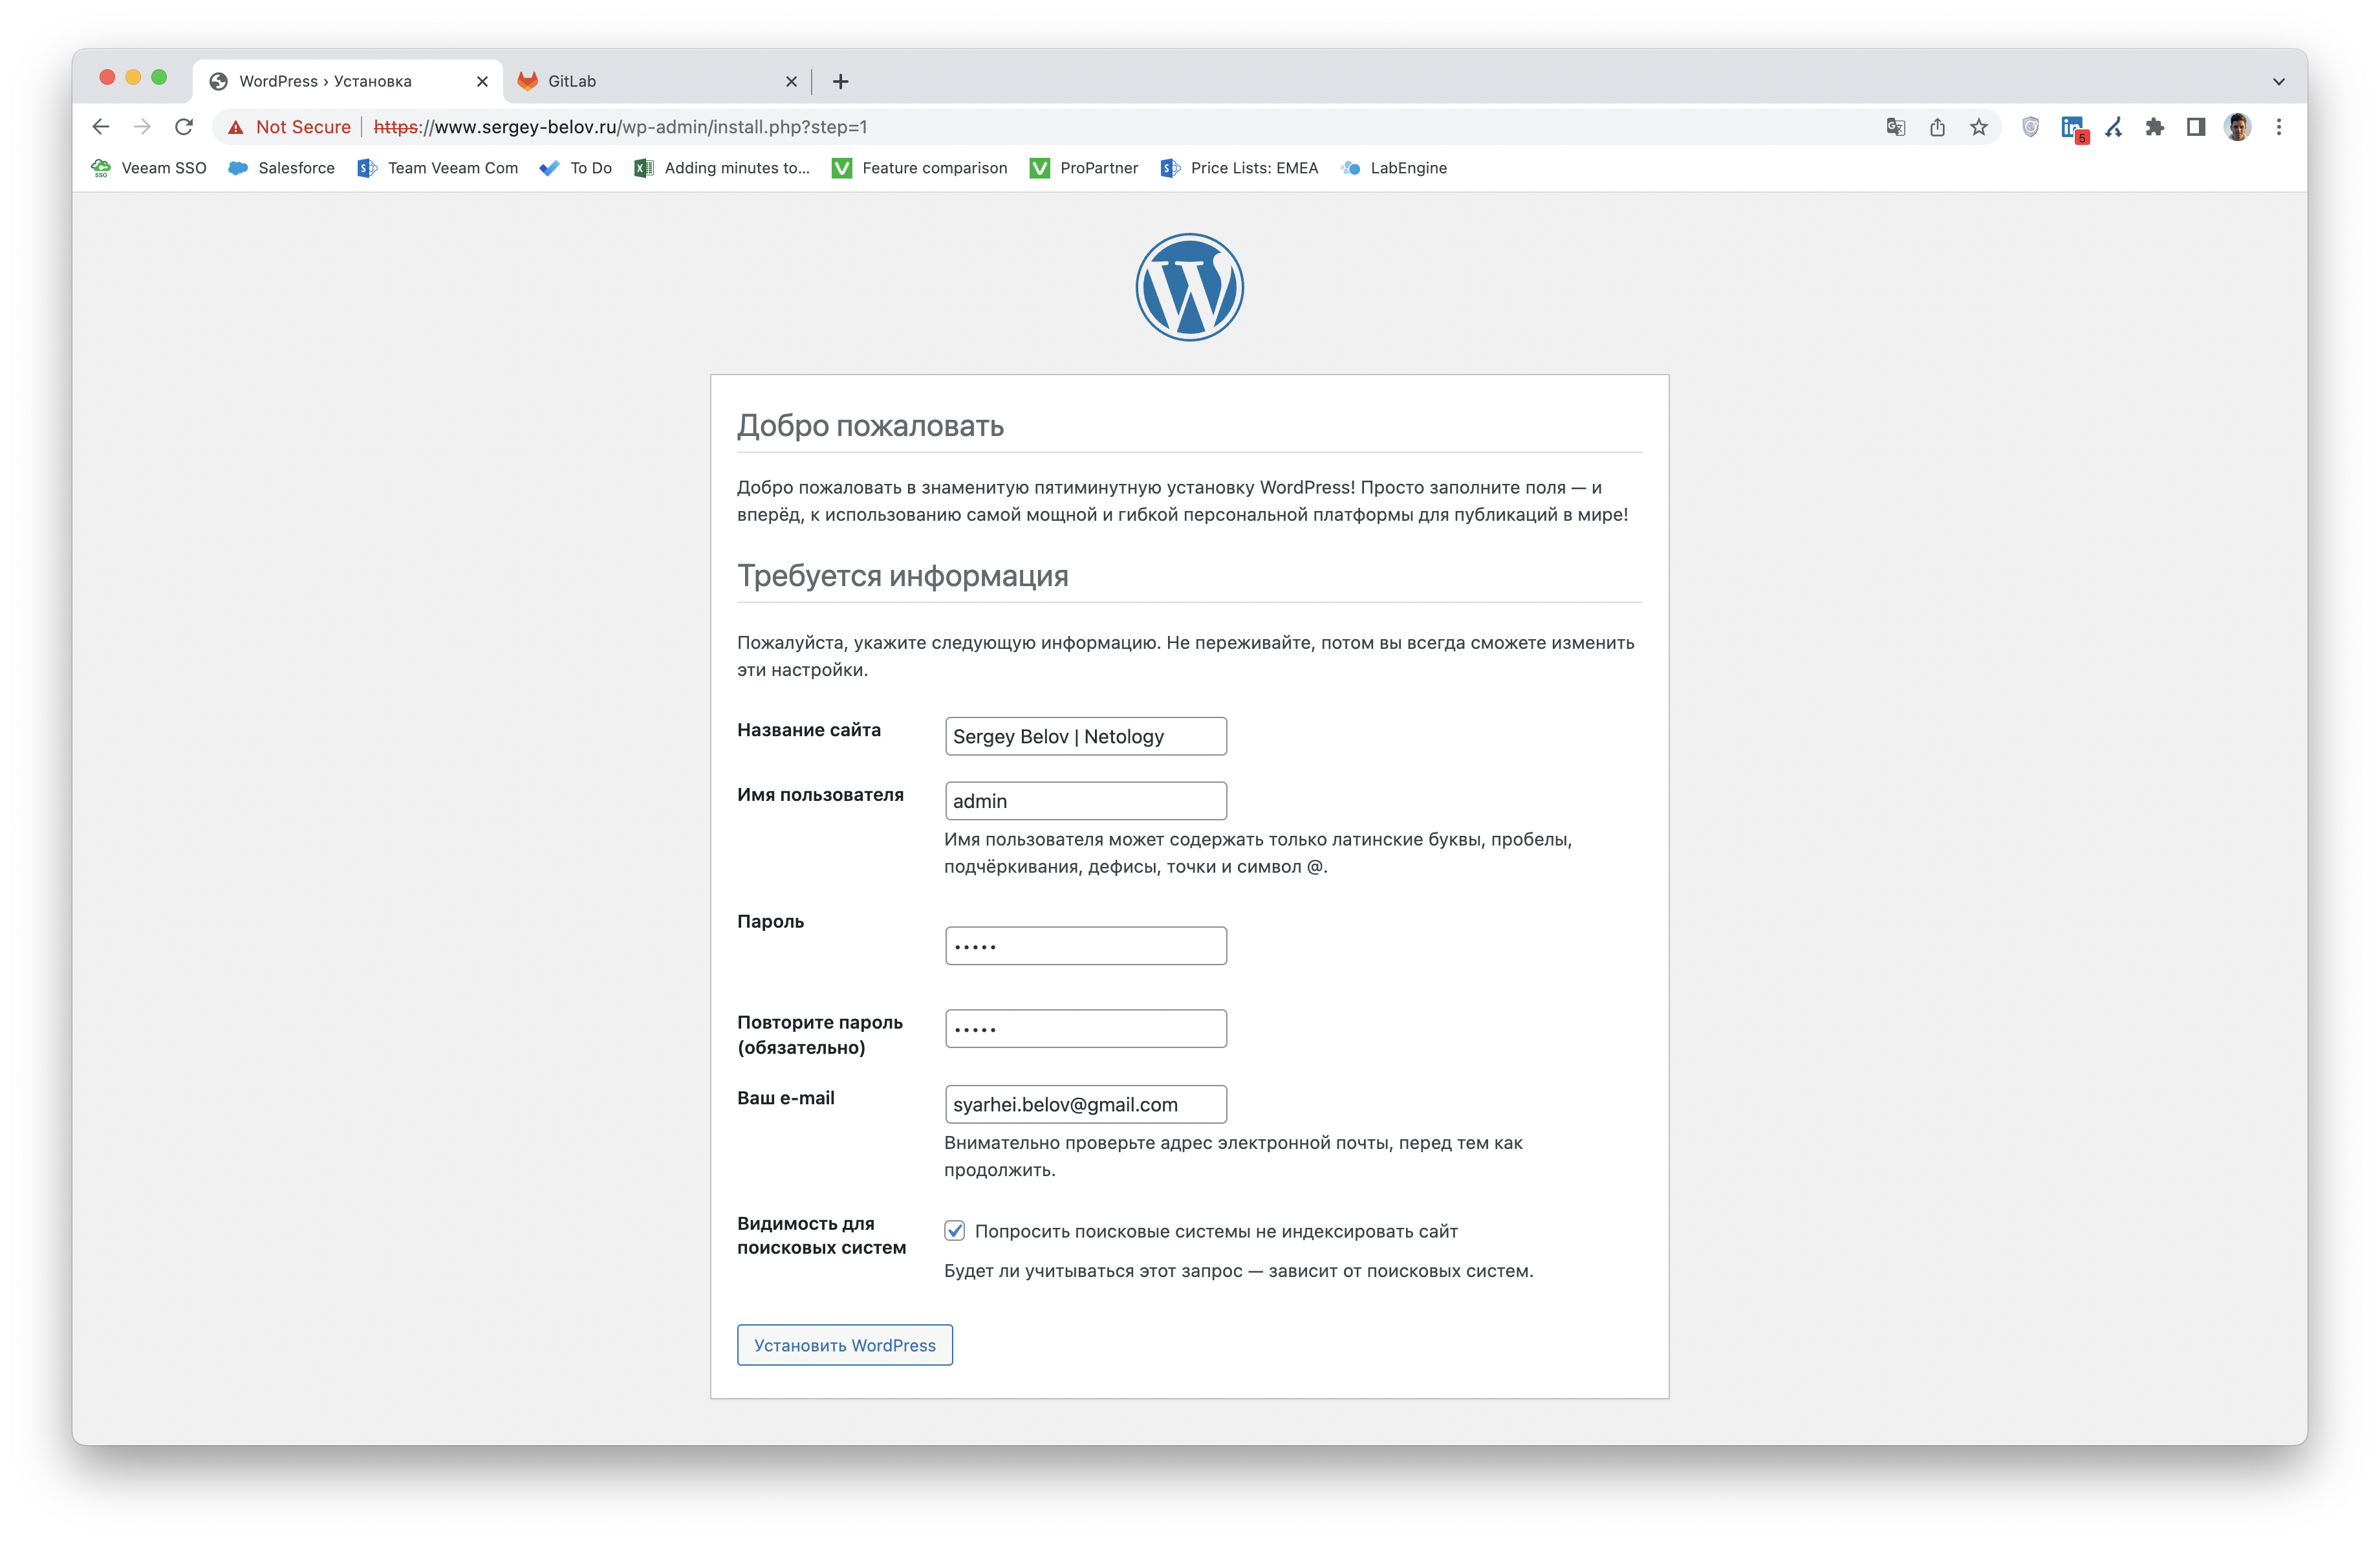 WordPress › Установка
GitLab
Not Secure
https://www.sergey-belov.ru/wp-admin/install.php?step=1
5
SSO
Veeam SSO
Salesforce
Team Veeam Com
To Do
Adding minutes to...
Feature comparison
ProPartner
Price Lists: EMEA
LabEngine
Добро пожаловать
Добро пожаловать в знаменитую пятиминутную установку WordPress! Просто заполните поля — и
вперёд, к использованию самой мощной и гибкой персональной платформы для публикаций в мире!
Требуется информация
Пожалуйста, укажите следующую информацию. Не переживайте, потом вы всегда сможете изменить
эти настройки.
Название сайта
Sergey Belov | Netology
Имя пользователя
admin
Имя пользователя может содержать только латинские буквы, пробелы,
подчёркивания, дефисы, точки и символ @.
Пароль
•••••
Повторите пароль
(обязательно)
•••••
Ваш e-mail
syarhei.belov@gmail.com
Внимательно проверьте адрес электронной почты, перед тем как
продолжить.
Видимость для
поисковых систем
Попросить поисковые системы не индексировать сайт
Будет ли учитываться этот запрос — зависит от поисковых систем.
Установить WordPress